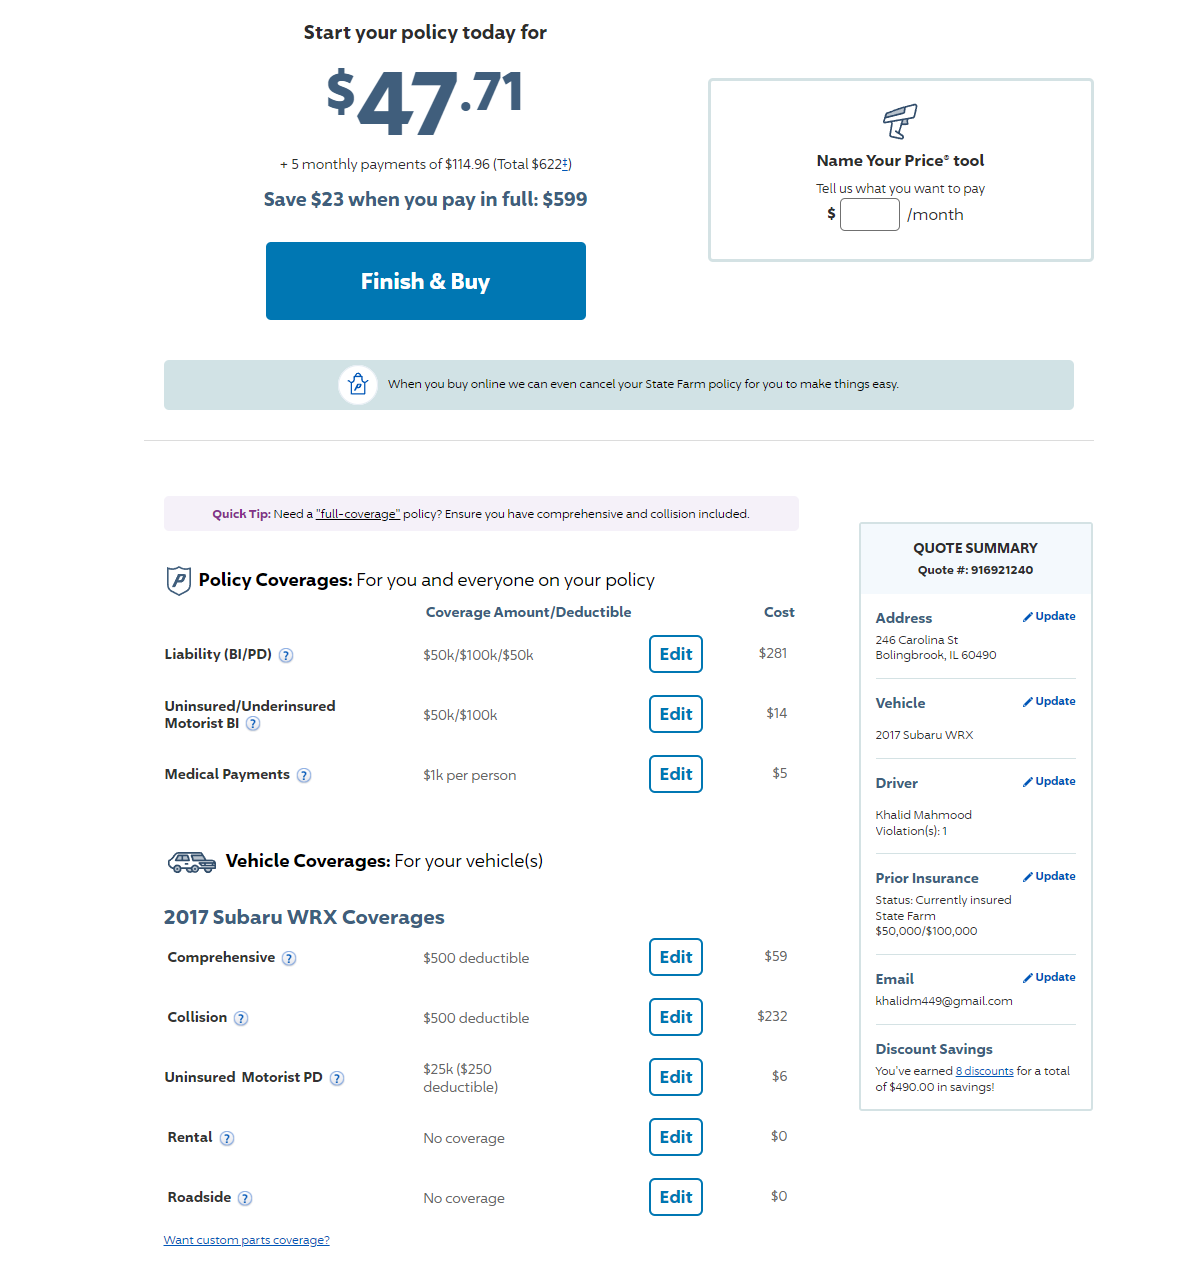 Start your policy today for
$47.71
+ 5 monthly payments of $114.96 (Total $622‡)
Save $23 when you pay in full: $599
Finish & Buy
Name Your Price® tool
Tell us what you want to pay
$ /month
When you buy online we can even cancel your State Farm policy for you to make things easy.
Quick Tip: Need a "full-coverage" policy? Ensure you have comprehensive and collision included.
P Policy Coverages: For you and everyone on your policy
Coverage Amount/Deductible Cost
Liability (BI/PD) ? $50k/$100k/$50k Edit $281
Uninsured/Underinsured
Motorist BI ? $50k/$100k Edit $14
Medical Payments ? $1k per person Edit $5
Vehicle Coverages: For your vehicle(s)
2017 Subaru WRX Coverages
Comprehensive ? $500 deductible Edit $59
Collision ? $500 deductible Edit $232
Uninsured Motorist PD ? $25k ($250
deductible) Edit $6
Rental ? No coverage Edit $0
Roadside ? No coverage Edit $0
Want custom parts coverage?
QUOTE SUMMARY
Quote #: 916921240
Address Update
246 Carolina St
Bolingbrook, IL 60490
Vehicle Update
2017 Subaru WRX
Driver Update
Khalid Mahmood
Violation(s): 1
Prior Insurance Update
Status: Currently insured
State Farm
$50,000/$100,000
Email Update
khalidm449@gmail.com
Discount Savings
You've earned 8 discounts for a total
of $490.00 in savings!